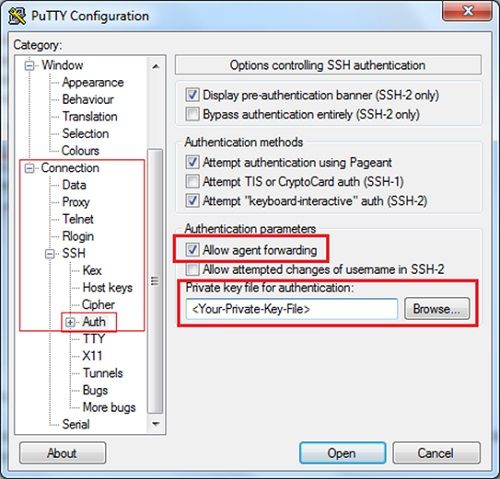 PuTTY Configuration
Category:
Window
Appearance
Behaviour
Translation
Selection
Colours
Connection
Data
Proxy
Telnet
Rlogin
SSH
Kex
Host keys
Cipher
Auth
TTY
X11
Tunnels
Bugs
More bugs
Serial
Options controlling SSH authentication
Display pre-authentication banner (SSH-2 only)
Bypass authentication entirely (SSH-2 only)
Authentication methods
Attempt authentication using Pageant
Attempt TIS or CryptoCard auth (SSH-1)
Attempt "keyboard-interactive" auth (SSH-2)
Authentication parameters
Allow agent forwarding
Allow attempted changes of username in SSH-2
Private key file for authentication:
<Your-Private-Key-File> Browse...
About Open Cancel